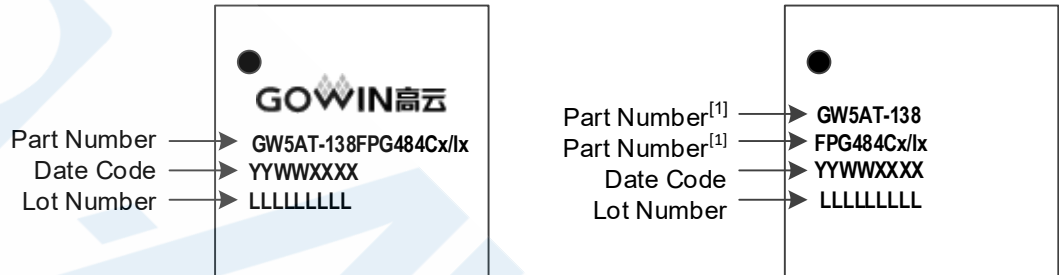 GOWIN高云
Part Number GW5AT-138FPG484Cx/Ix
Date Code YYWWXXXX
Lot Number LLLLLLLLL
Part Number[1] GW5AT-138
Part Number[1] FPG484Cx/Ix
Date Code YYWWXXXX
Lot Number LLLLLLLLL